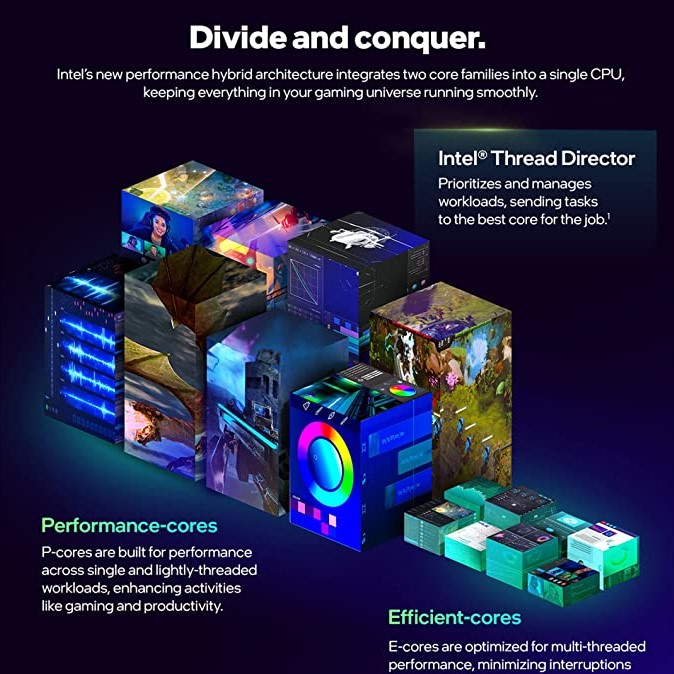 Divide and conquer.
Intel's new performance hybrid architecture integrates two core families into a single CPU,
keeping everything in your gaming universe running smoothly.
Intel® Thread Director
Prioritizes and manages
workloads, sending tasks
to the best core for the job.¹
Performance-cores
P-cores are built for performance
across single and lightly-threaded
workloads, enhancing activities
like gaming and productivity.
Efficient-cores
E-cores are optimized for multi-threaded
performance, minimizing interruptions